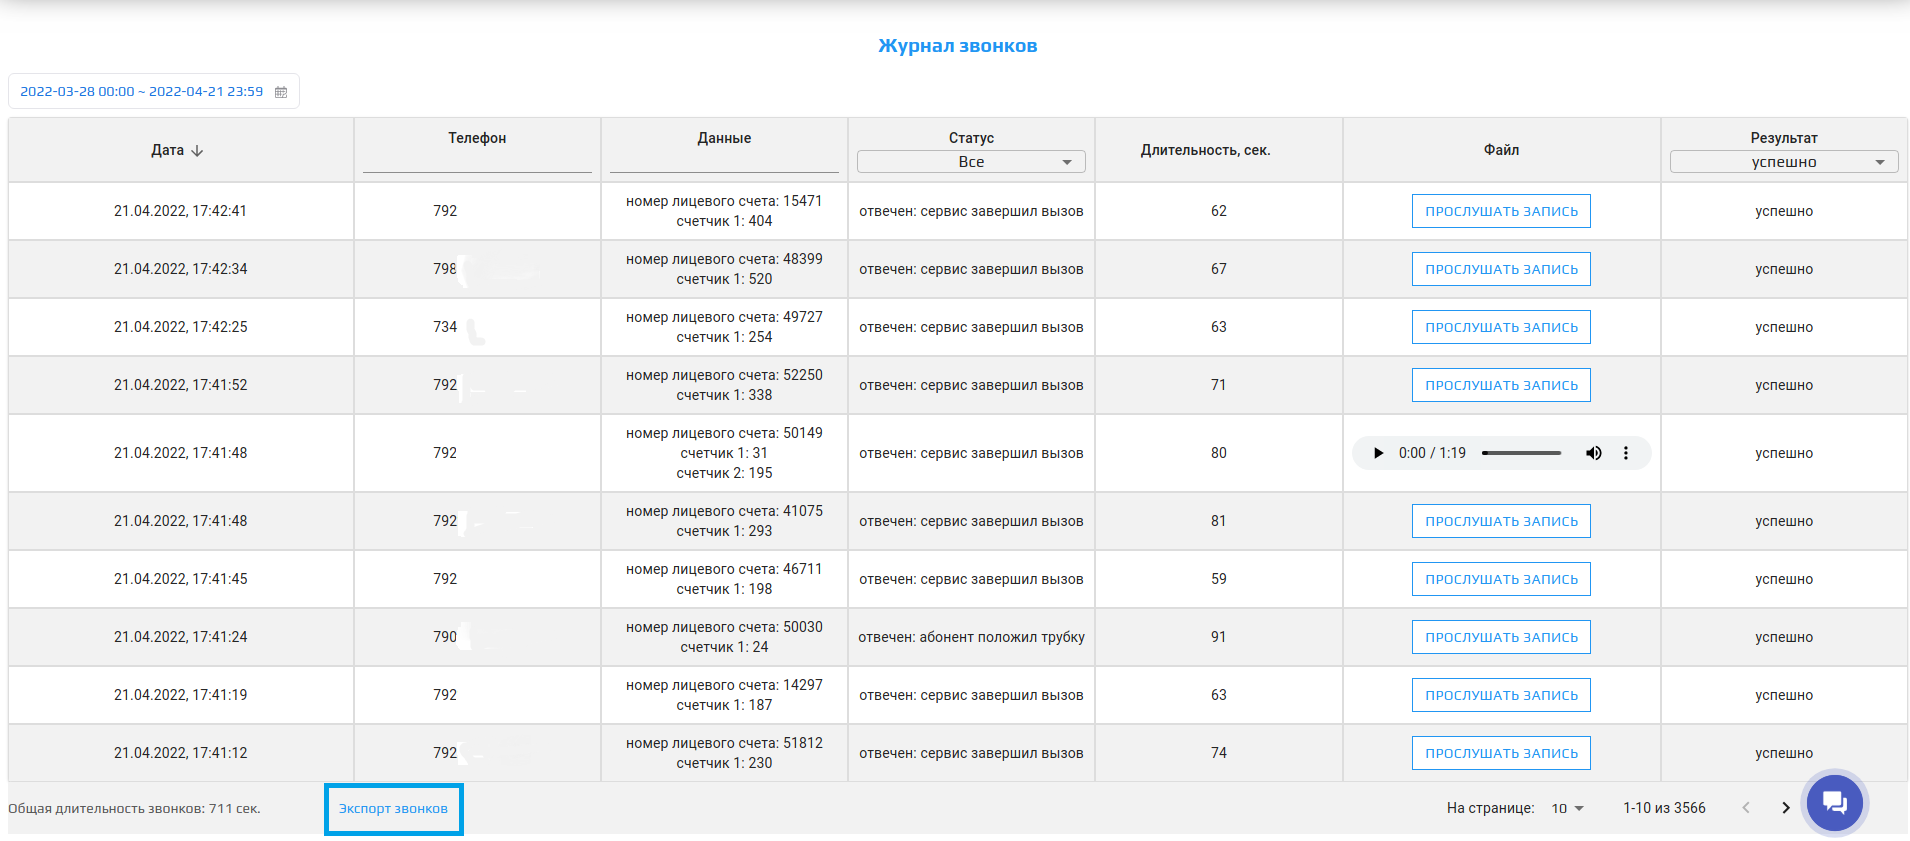 Журнал звонков
2022-03-28 00:00 ~ 2022-04-21 23:59
Дата Телефон Данные Статус Длительность, сек. Файл Результат
Все успешно
21.04.2022, 17:42:41 792 номер лицевого счета: 15471 отвечен: сервис завершил вызов 62 ПРОСЛУШАТЬ ЗАПИСЬ успешно
счетчик 1: 404
21.04.2022, 17:42:34 798 номер лицевого счета: 48399 отвечен: сервис завершил вызов 67 ПРОСЛУШАТЬ ЗАПИСЬ успешно
счетчик 1: 520
21.04.2022, 17:42:25 734 номер лицевого счета: 49727 отвечен: сервис завершил вызов 63 ПРОСЛУШАТЬ ЗАПИСЬ успешно
счетчик 1: 254
21.04.2022, 17:41:52 792 номер лицевого счета: 52250 отвечен: сервис завершил вызов 71 ПРОСЛУШАТЬ ЗАПИСЬ успешно
счетчик 1: 338
номер лицевого счета: 50149
21.04.2022, 17:41:48 792 счетчик 1: 31 отвечен: сервис завершил вызов 80 0:00 / 1:19 успешно
счетчик 2: 195
21.04.2022, 17:41:48 792 номер лицевого счета: 41075 отвечен: сервис завершил вызов 81 ПРОСЛУШАТЬ ЗАПИСЬ успешно
счетчик 1: 293
21.04.2022, 17:41:45 792 номер лицевого счета: 46711 отвечен: сервис завершил вызов 59 ПРОСЛУШАТЬ ЗАПИСЬ успешно
счетчик 1: 198
21.04.2022, 17:41:24 790 номер лицевого счета: 50030 отвечен: абонент положил трубку 91 ПРОСЛУШАТЬ ЗАПИСЬ успешно
счетчик 1: 24
21.04.2022, 17:41:19 792 номер лицевого счета: 14297 отвечен: сервис завершил вызов 63 ПРОСЛУШАТЬ ЗАПИСЬ успешно
счетчик 1: 187
21.04.2022, 17:41:12 792 номер лицевого счета: 51812 отвечен: сервис завершил вызов 74 ПРОСЛУШАТЬ ЗАПИСЬ успешно
счетчик 1: 230
Общая длительность звонков: 711 сек. Экспорт звонков На странице: 10 1-10 из 3566